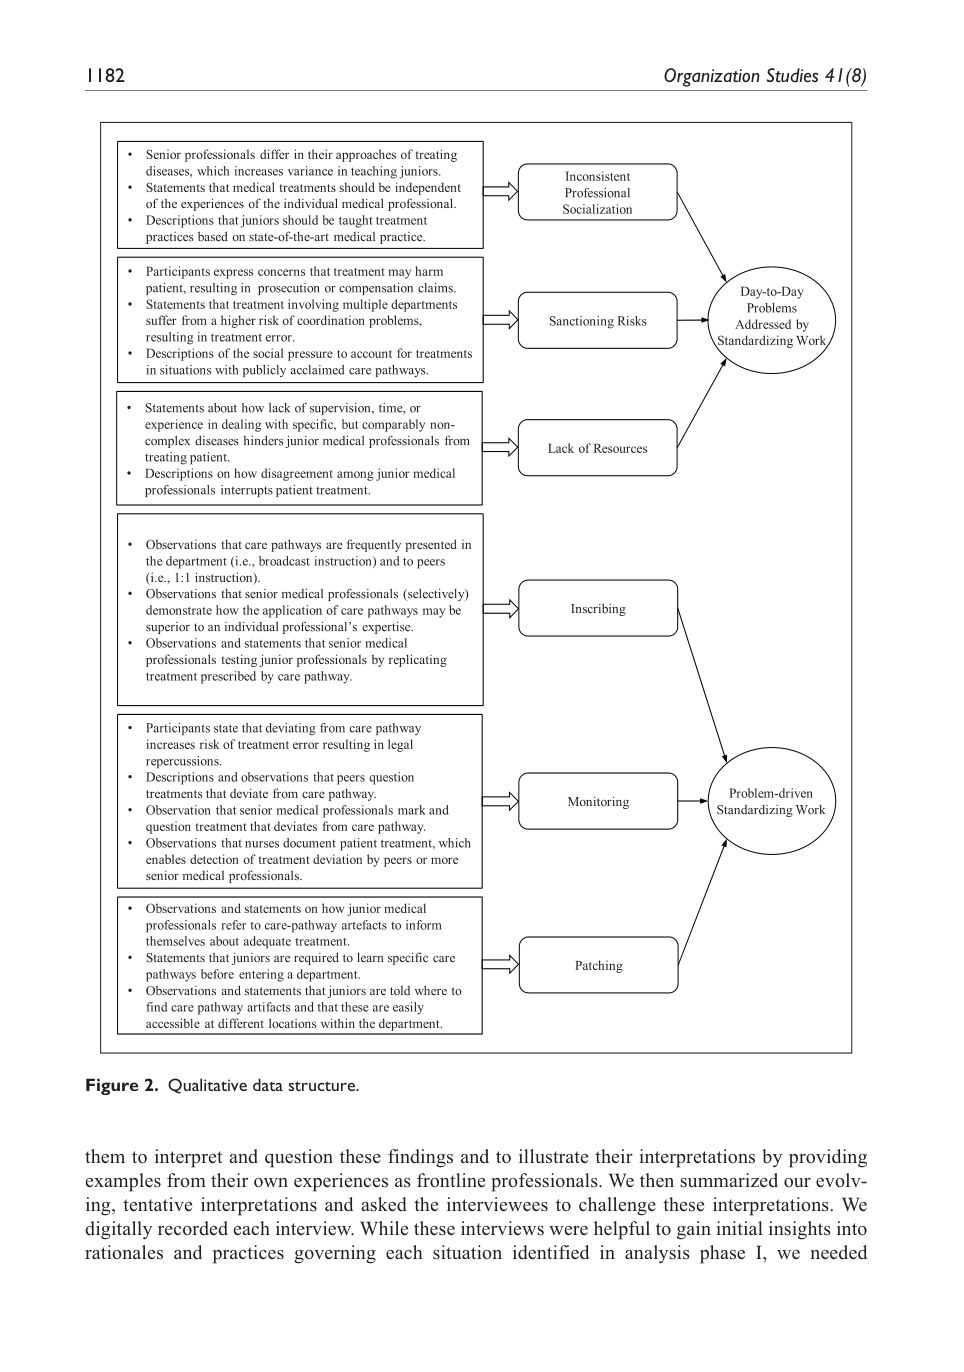 1182
Organization Studies 41(8)
• Senior professionals differ in their approaches of treating
diseases, which increases variance in teaching juniors.
• Statements that medical treatments should be independent
of the experiences of the individual medical professional.
• Descriptions that juniors should be taught treatment
practices based on state-of-the-art medical practice.
Inconsistent
Professional
Socialization
• Participants express concerns that treatment may harm
patient, resulting in prosecution or compensation claims.
• Statements that treatment involving multiple departments
suffer from a higher risk of coordination problems,
resulting in treatment error.
• Descriptions of the social pressure to account for treatments
in situations with publicly acclaimed care pathways.
Sanctioning Risks
Day-to-Day
Problems
Addressed by
Standardizing Work
• Statements about how lack of supervision, time, or
experience in dealing with specific, but comparably non-
complex diseases hinders junior medical professionals from
treating patient.
• Descriptions on how disagreement among junior medical
professionals interrupts patient treatment.
Lack of Resources
• Observations that care pathways are frequently presented in
the department (i.e., broadcast instruction) and to peers
(i.e., 1:1 instruction).
• Observations that senior medical professionals (selectively)
demonstrate how the application of care pathways may be
superior to an individual professional's expertise.
• Observations and statements that senior medical
professionals testing junior professionals by replicating
treatment prescribed by care pathway.
Inscribing
• Participants state that deviating from care pathway
increases risk of treatment error resulting in legal
repercussions.
• Descriptions and observations that peers question
treatments that deviate from care pathway.
• Observation that senior medical professionals mark and
question treatment that deviates from care pathway.
• Observations that nurses document patient treatment, which
enables detection of treatment deviation by peers or more
senior medical professionals.
Monitoring
Problem-driven
Standardizing Work
• Observations and statements on how junior medical
professionals refer to care-pathway artefacts to inform
themselves about adequate treatment.
• Statements that juniors are required to learn specific care
pathways before entering a department.
• Observations and statements that juniors are told where to
find care pathway artifacts and that these are easily
accessible at different locations within the department.
Patching
Figure 2. Qualitative data structure.
them to interpret and question these findings and to illustrate their interpretations by providing
examples from their own experiences as frontline professionals. We then summarized our evolv-
ing, tentative interpretations and asked the interviewees to challenge these interpretations. We
digitally recorded each interview. While these interviews were helpful to gain initial insights into
rationales and practices governing each situation identified in analysis phase I, we needed